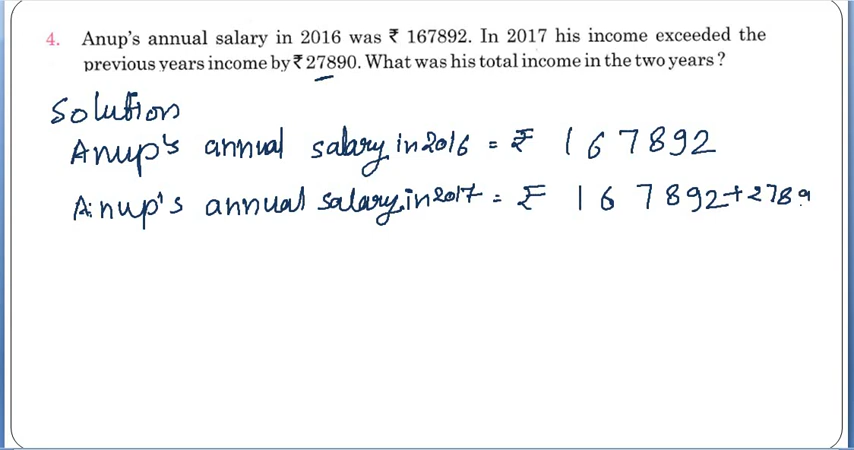 4. Anup's annual salary in 2016 was ₹ 167892. In 2017 his income exceeded the
previous years income by ₹ 27890. What was his total income in the two years ?
Solution
Anup's annual salary in 2016 = ₹ 167892
Anup's annual salary in 2017 = ₹ 167892+2789